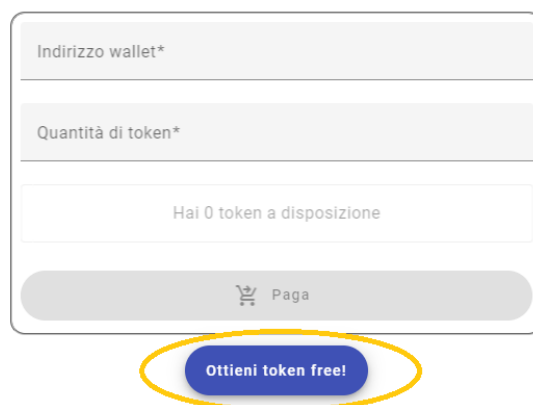 Indirizzo wallet*
Quantità di token*
Hai 0 token a disposizione
Paga
Ottieni token free!